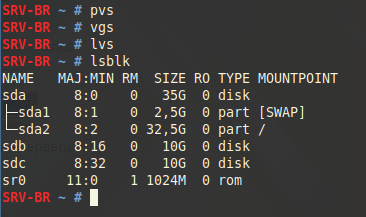 SRV-BR ~ # pvs
SRV-BR ~ # vgs
SRV-BR ~ # lvs
SRV-BR ~ # lsblk
NAME   MAJ:MIN RM  SIZE RO TYPE MOUNTPOINT
sda      8:0    0   35G  0 disk
├─sda1   8:1    0  2,5G  0 part [SWAP]
└─sda2   8:2    0 32,5G  0 part /
sdb      8:16   0   10G  0 disk
sdc      8:32   0   10G  0 disk
sr0     11:0    1 1024M  0 rom
SRV-BR ~ #